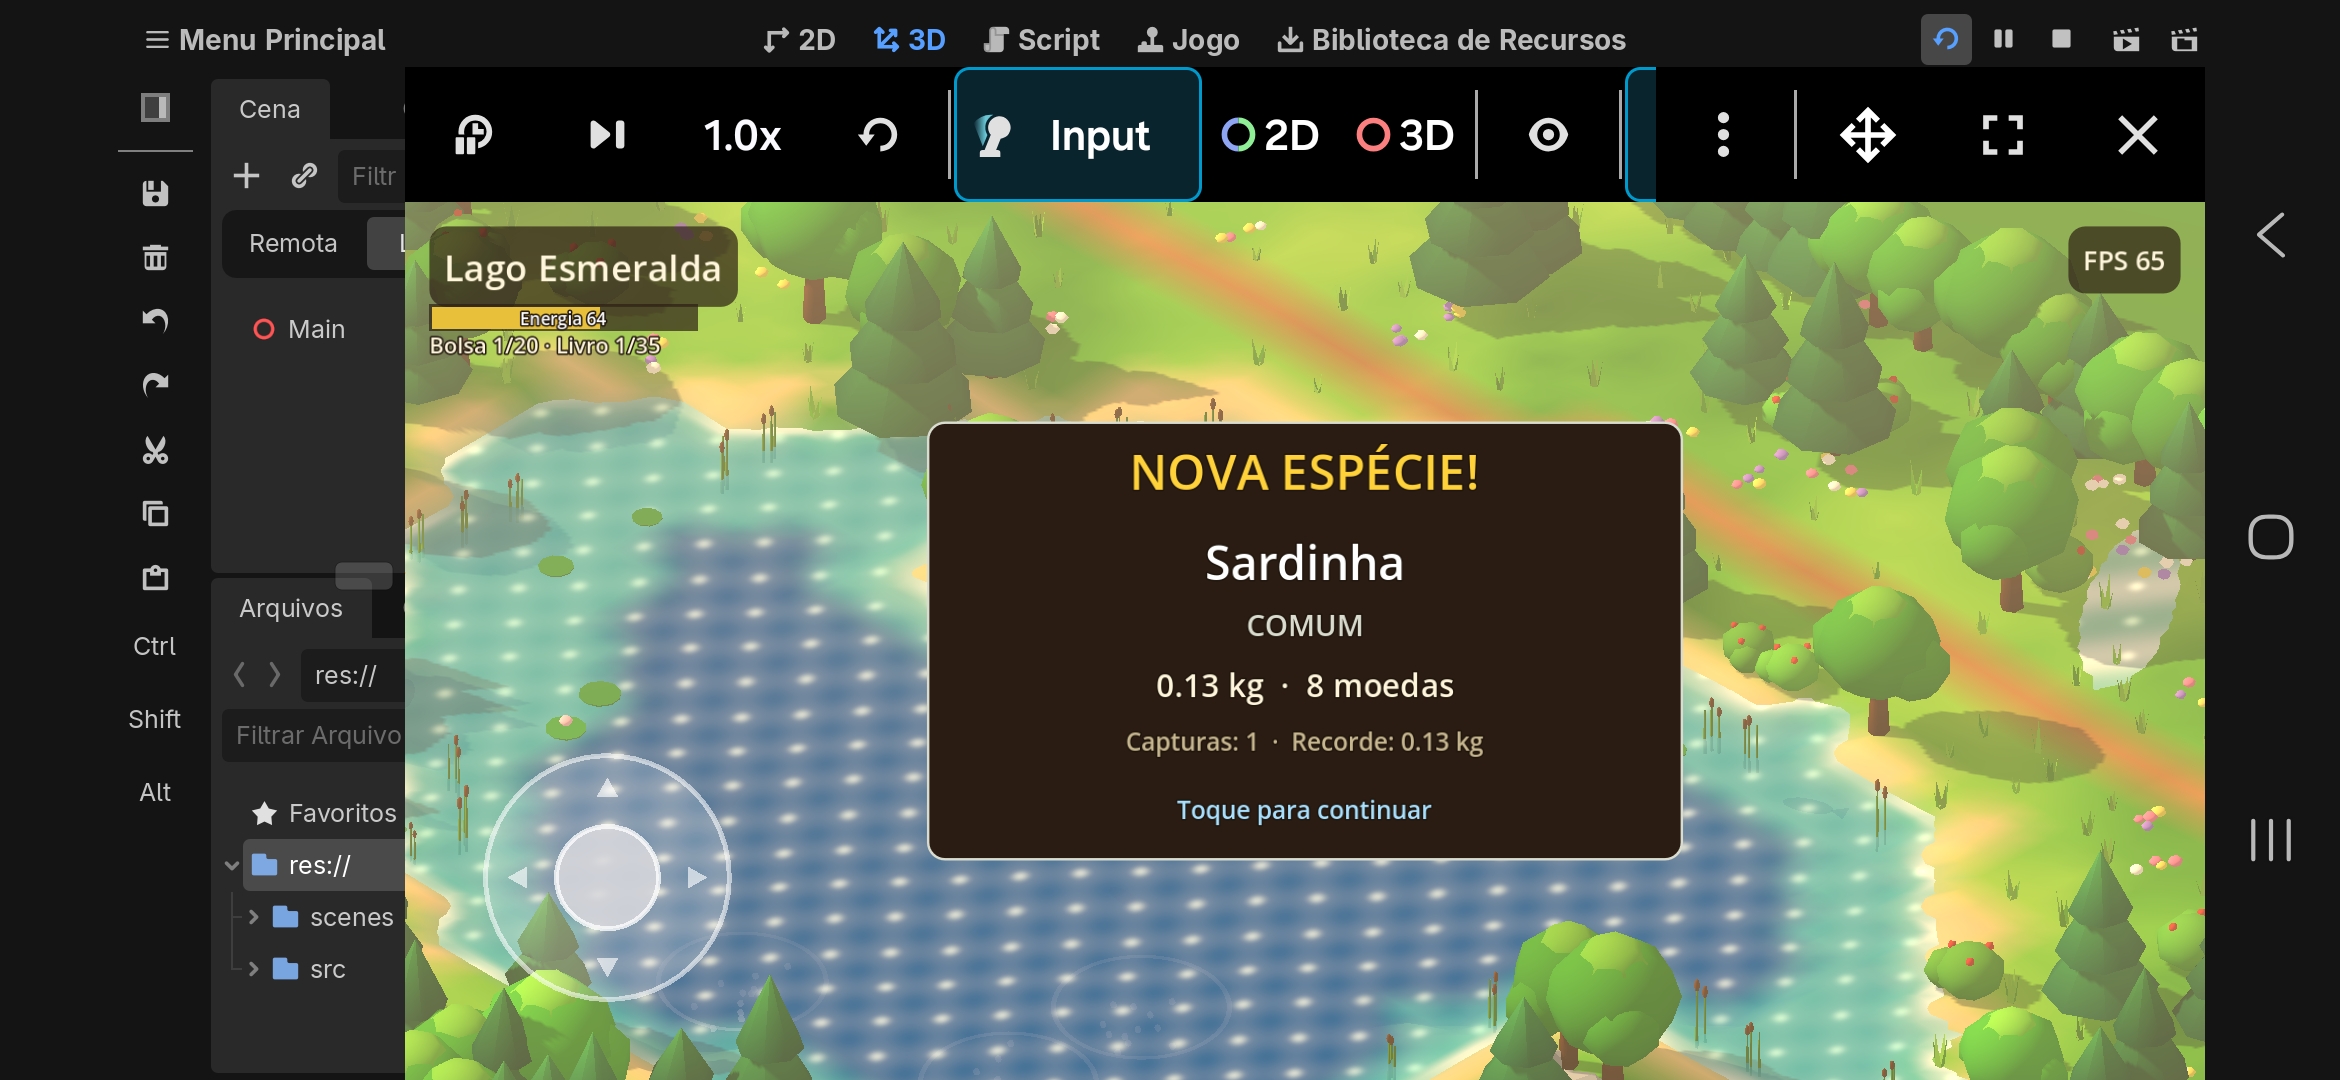 Menu Principal
2D
3D
Script
Jogo
Biblioteca de Recursos
Cena
1.0x
Input
2D
3D
Filtr
Remota
L
Main
Lago Esmeralda
Energia 64
Bolsa 1/20 · Livro 1/35
FPS 65
NOVA ESPÉCIE!
Sardinha
COMUM
0.13 kg · 8 moedas
Capturas: 1 · Recorde: 0.13 kg
Toque para continuar
Arquivos
Ctrl
res://
Shift
Filtrar Arquivo
Alt
Favoritos
res://
scenes
src